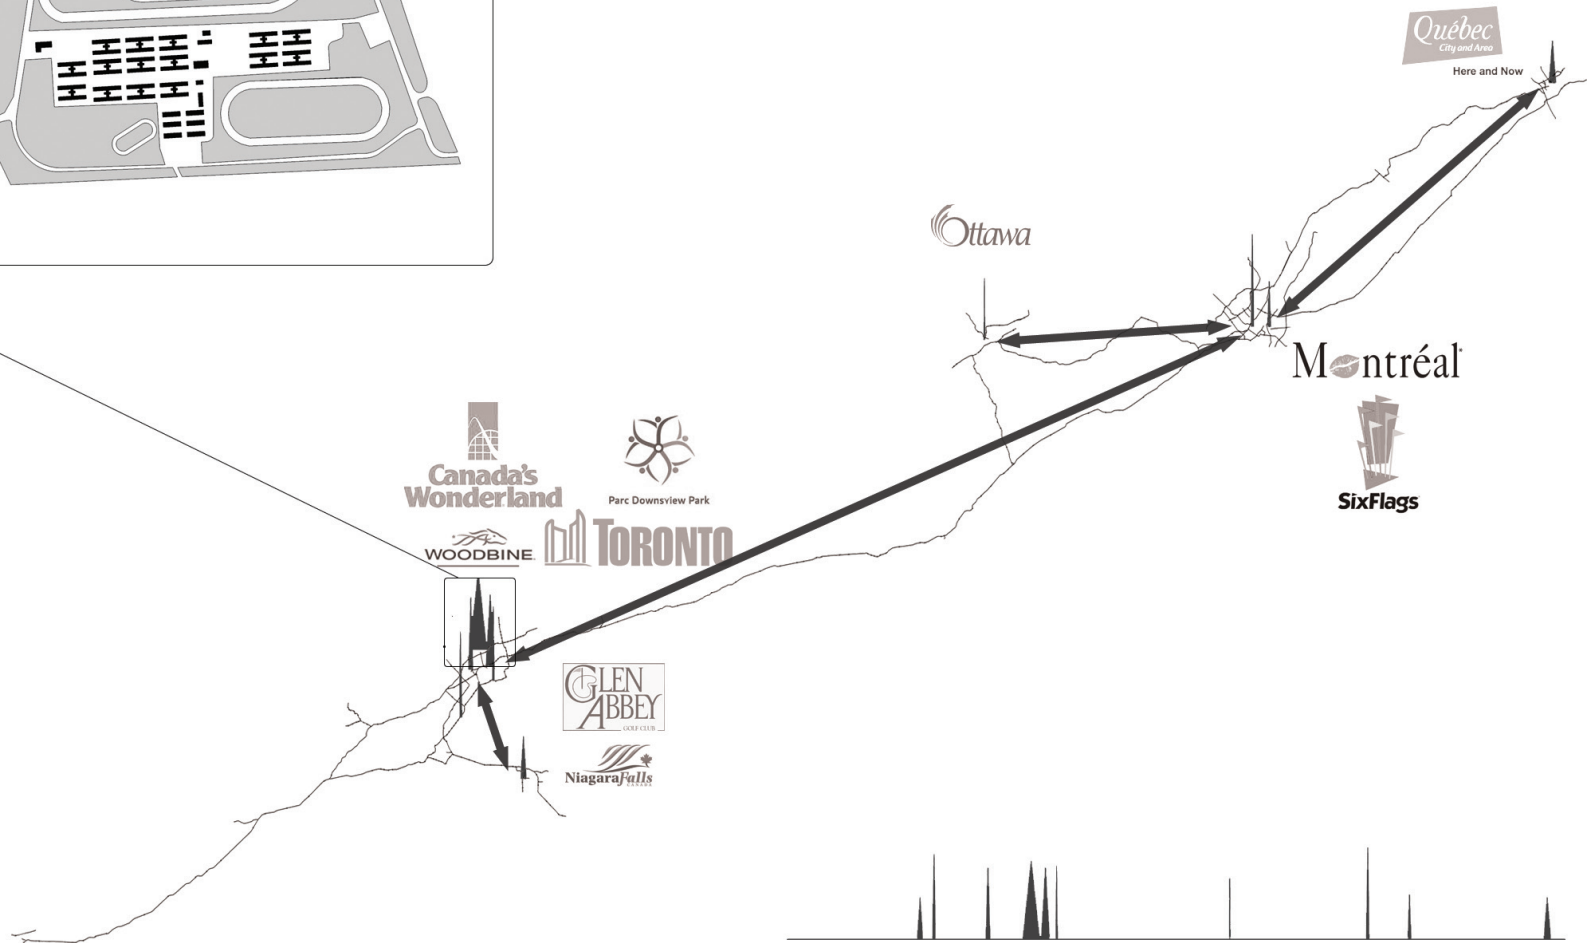 Québec
City and Area
Here and Now
Ottawa
Montréal
SixFlags
Canada's
Wonderland
Parc Downsview Park
WOODBINE
TORONTO
GLEN
ABBEY
GOLF CLUB
NiagaraFalls
CANADA